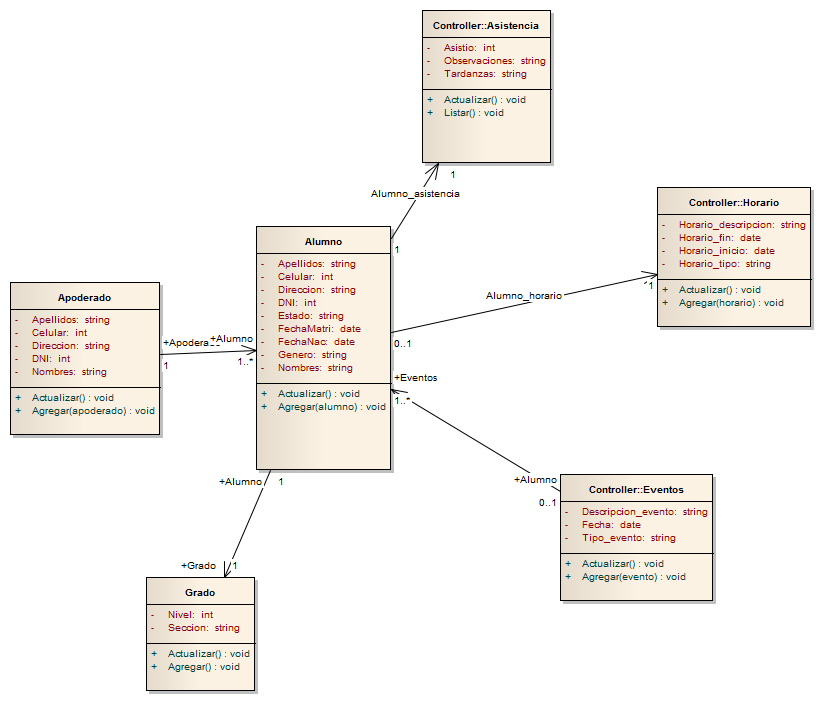 Controller::Asistencia
- Asistio: int
- Observaciones: string
- Tardanzas: string
+ Actualizar() : void
+ Listar() : void
1
Alumno_asistencia
1
Controller::Horario
- Horario_descripcion: string
- Horario_fin: date
- Horario_inicio: date
- Horario_tipo: string
+ Actualizar() : void
+ Agregar(horario) : void
1
Alumno_horario
0..1
Alumno
- Apellidos: string
- Celular: int
- Direccion: string
- DNI: int
- Estado: string
- FechaMatri: date
- FechaNac: date
- Genero: string
- Nombres: string
+ Actualizar() : void
+ Agregar(alumno) : void
Apoderado
- Apellidos: string
- Celular: int
- Direccion: string
- DNI: int
- Nombres: string
+ Actualizar() : void
+ Agregar(apoderado) : void
+Apodera
+Alumno
1
1..*
+Eventos
1..*
+Alumno
0..1
Controller::Eventos
- Descripcion_evento: string
- Fecha: date
- Tipo_evento: string
+ Actualizar() : void
+ Agregar(evento) : void
+Alumno
1
+Grado
1
Grado
- Nivel: int
- Seccion: string
+ Actualizar() : void
+ Agregar() : void